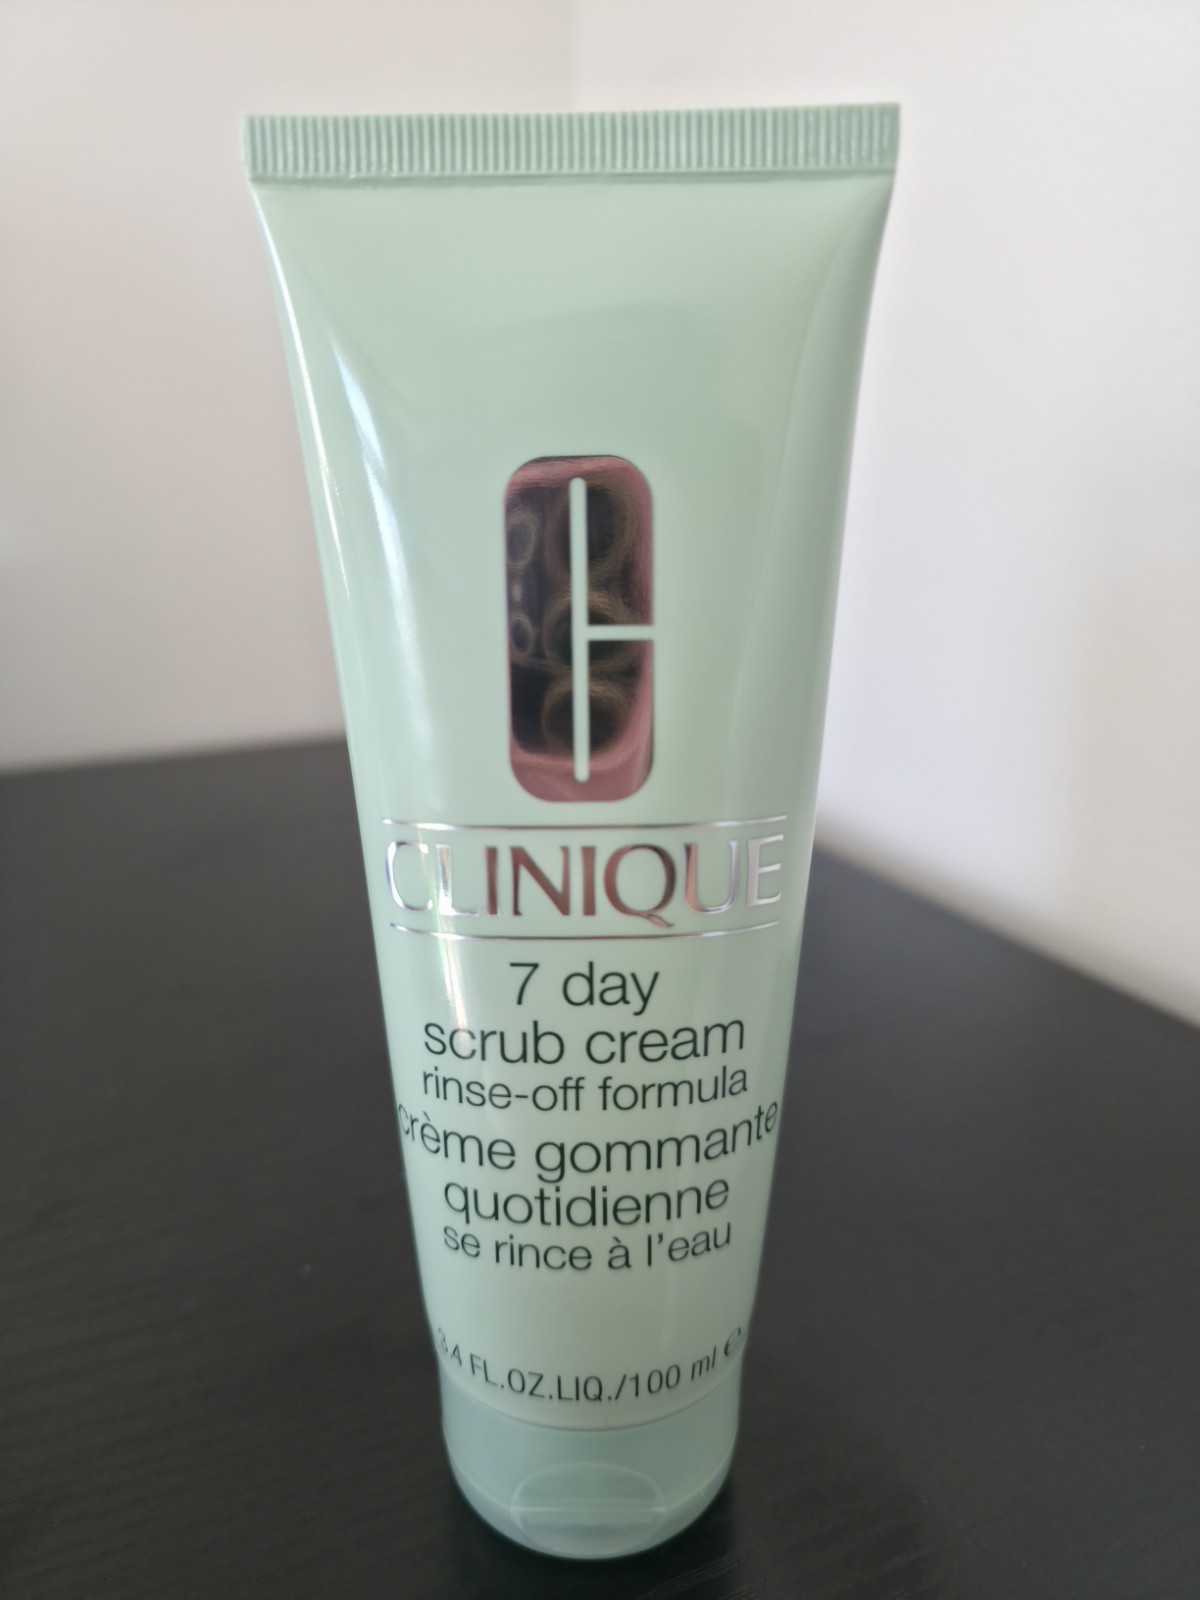 CLINIQUE
7 day
scrub cream
rinse-off formula
crème gommante
quotidienne
se rince à l'eau
3.4 FL.OZ.LIQ./100 ml ℮